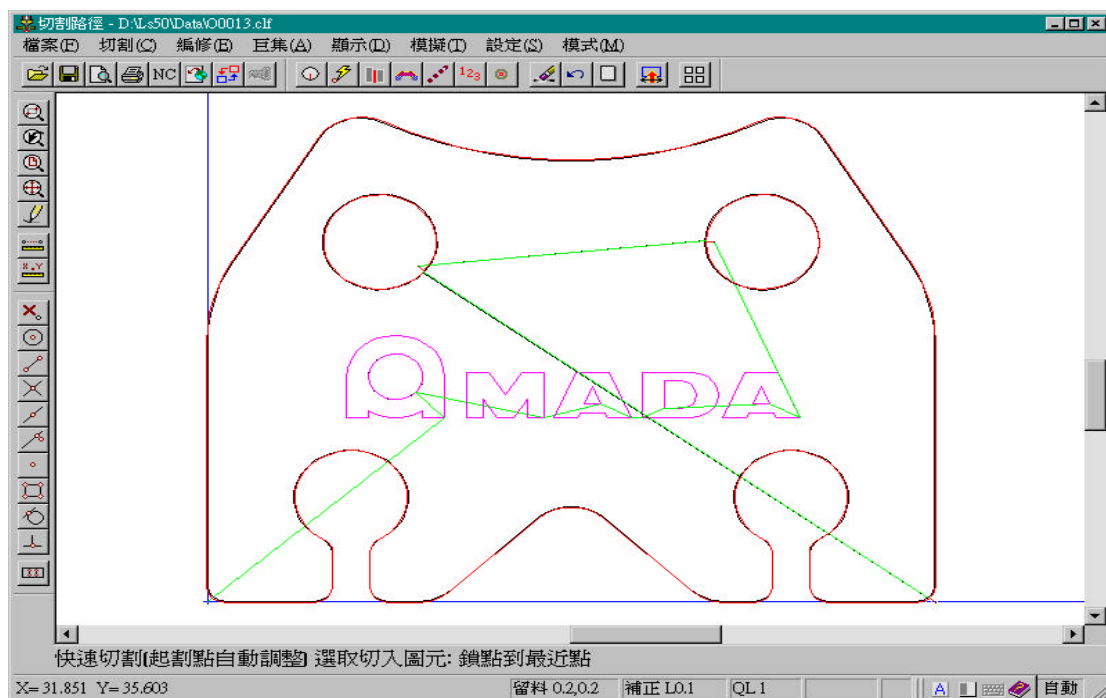 切割路徑 - D:\Ls50\Data\O0013.clf
檔案(F) 切割(C) 編修(E) 巨集(A) 顯示(D) 模擬(T) 設定(S) 模式(M)
NC 123
X.Y
AMADA
快速切割(起割點自動調整) 選取切入圖元: 鎖點到最近點
X= 31.851 Y= 35.603 留料 0.2,0.2 補正 L0.1 QL 1 A 自動